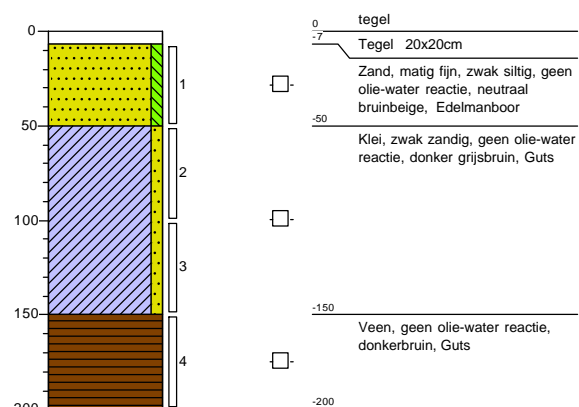 0
50
100
150
200
1
2
3
4
0
tegel
-7
Tegel 20x20cm
Zand, matig fijn, zwak siltig, geen
olie-water reactie, neutraal
bruinbeige, Edelmanboor
-50
Klei, zwak zandig, geen olie-water
reactie, donker grijsbruin, Guts
-150
Veen, geen olie-water reactie,
donkerbruin, Guts
-200